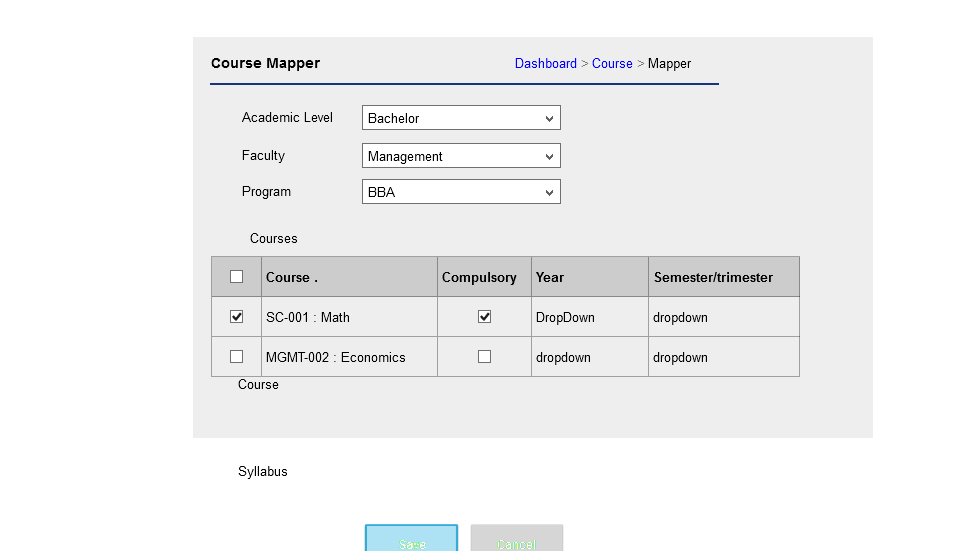 Course Mapper Dashboard > Course > Mapper
Academic Level Bachelor
Faculty Management
Program BBA
Courses
Course . Compulsory Year Semester/trimester
SC-001 : Math DropDown dropdown
MGMT-002 : Economics dropdown dropdown
Course
Syllabus
Save Cancel